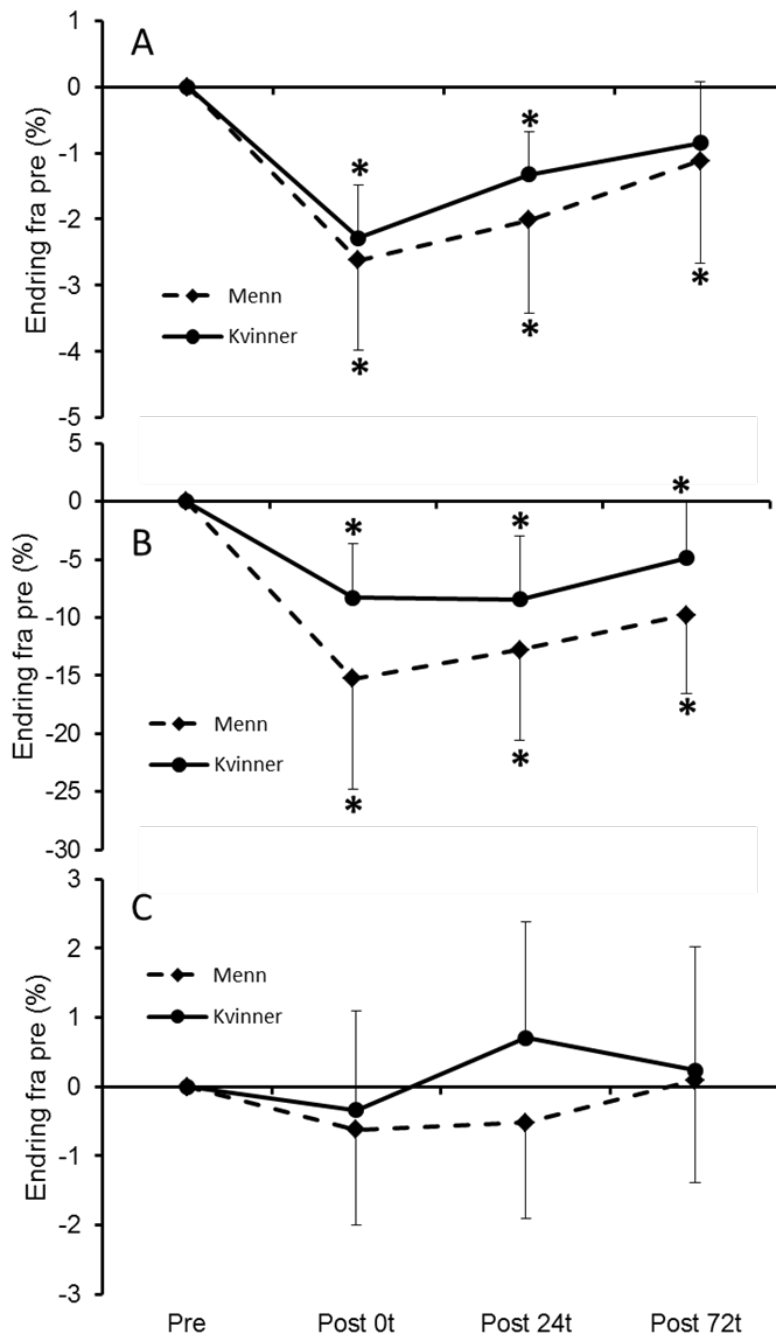 A
1
0
-1
-2
-3
-4
-5
Endring fra pre (%)
*
*
*
*
*
Menn
Kvinner
B
5
0
-5
-10
-15
-20
-25
-30
Endring fra pre (%)
*
*
*
*
*
*
Menn
Kvinner
C
3
2
1
0
-1
-2
-3
Endring fra pre (%)
Menn
Kvinner
Pre Post 0t Post 24t Post 72t